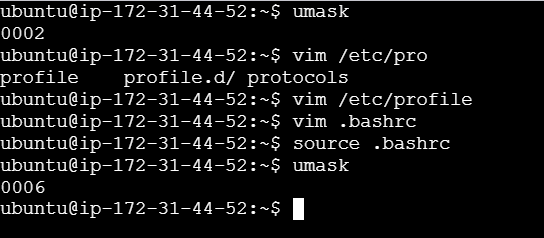 ubuntu@ip-172-31-44-52:~$ umask
0002
ubuntu@ip-172-31-44-52:~$ vim /etc/pro
profile    profile.d/ protocols
ubuntu@ip-172-31-44-52:~$ vim /etc/profile
ubuntu@ip-172-31-44-52:~$ vim .bashrc
ubuntu@ip-172-31-44-52:~$ source .bashrc
ubuntu@ip-172-31-44-52:~$ umask
0006
ubuntu@ip-172-31-44-52:~$